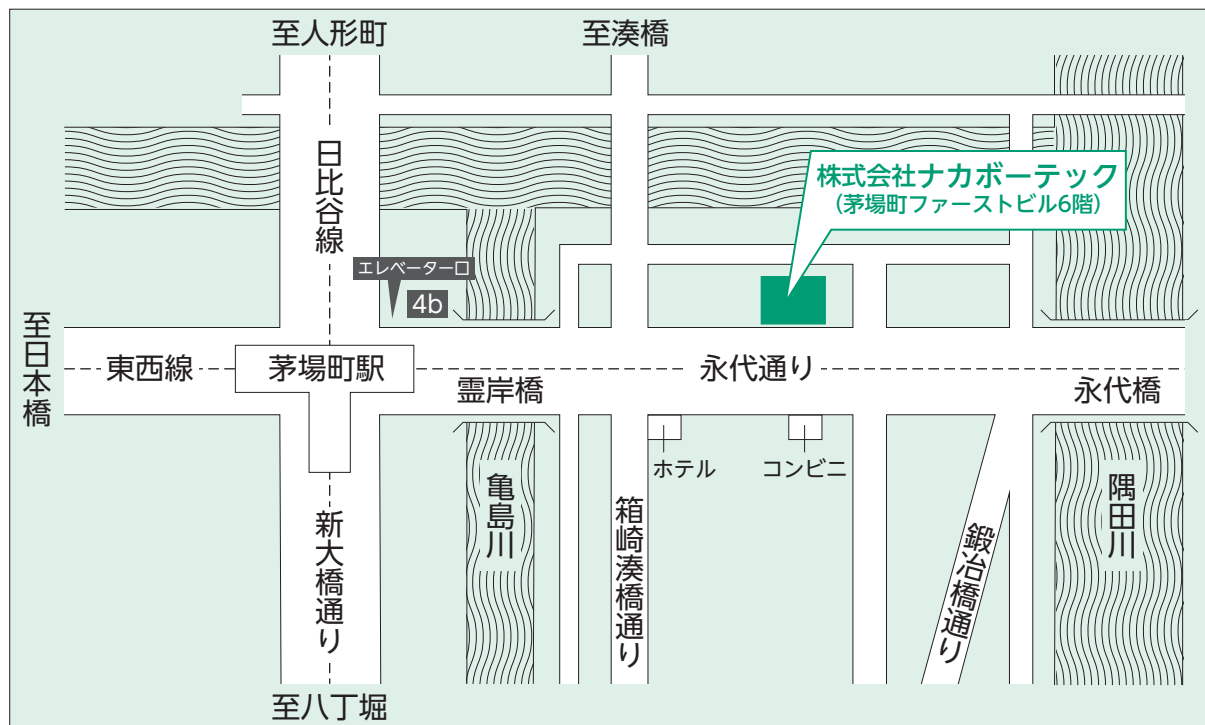 至人形町
至湊橋
日比谷線
株式会社ナカボーテック
（茅場町ファーストビル6階）
エレベーター口
4b
至日本橋
東西線
茅場町駅
霊岸橋
永代通り
永代橋
ホテル
コンビニ
亀島川
新大橋通り
箱崎湊橋通り
鍛冶橋通り
隅田川
至八丁堀